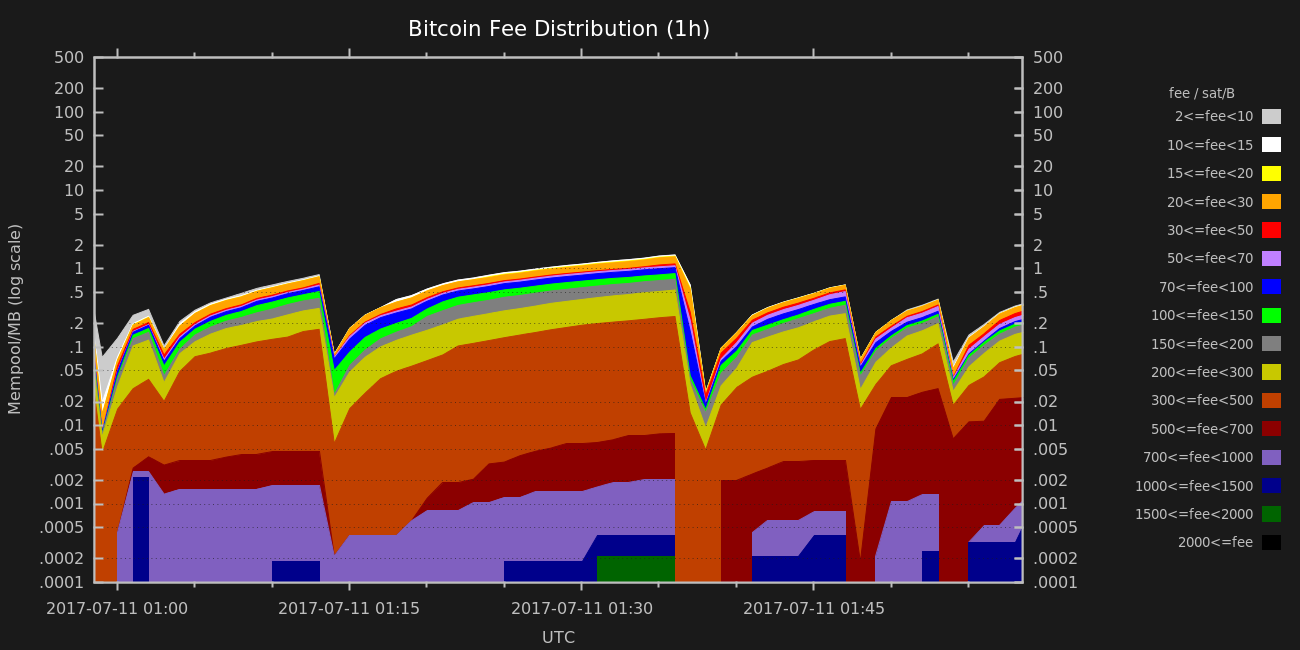 Bitcoin Fee Distribution (1h)
Mempool/MB (log scale)
500
200
100
50
20
10
5
2
1
.5
.2
.1
.05
.02
.01
.005
.002
.001
.0005
.0002
.0001
500
200
100
50
20
10
5
2
1
.5
.2
.1
.05
.02
.01
.005
.002
.001
.0005
.0002
.0001
2017-07-11 01:00 2017-07-11 01:15 2017-07-11 01:30 2017-07-11 01:45
UTC
fee / sat/B
2<=fee<10
10<=fee<15
15<=fee<20
20<=fee<30
30<=fee<50
50<=fee<70
70<=fee<100
100<=fee<150
150<=fee<200
200<=fee<300
300<=fee<500
500<=fee<700
700<=fee<1000
1000<=fee<1500
1500<=fee<2000
2000<=fee